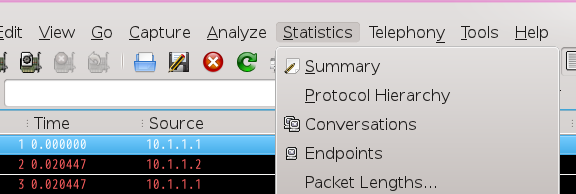 Edit View Go Capture Analyze Statistics Telephony Tools Help
Summary
Protocol Hierarchy
Conversations
Endpoints
Packet Lengths...
Time Source
1 0.000000 10.1.1.1
2 0.020447 10.1.1.2
3 0.020447 10.1.1.1